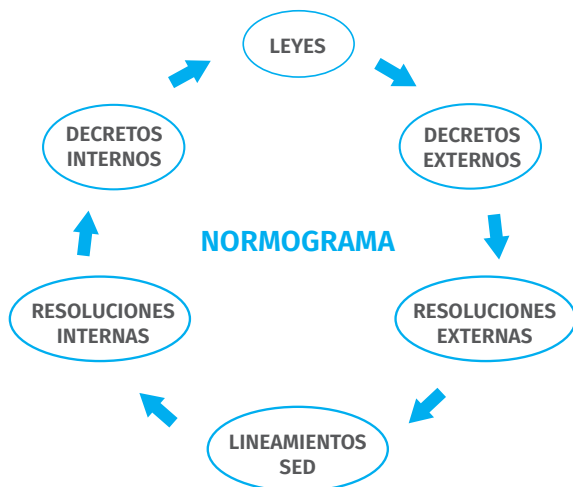 LEYES
DECRETOS
EXTERNOS
RESOLUCIONES
EXTERNAS
LINEAMIENTOS
SED
RESOLUCIONES
INTERNAS
DECRETOS
INTERNOS
NORMOGRAMA